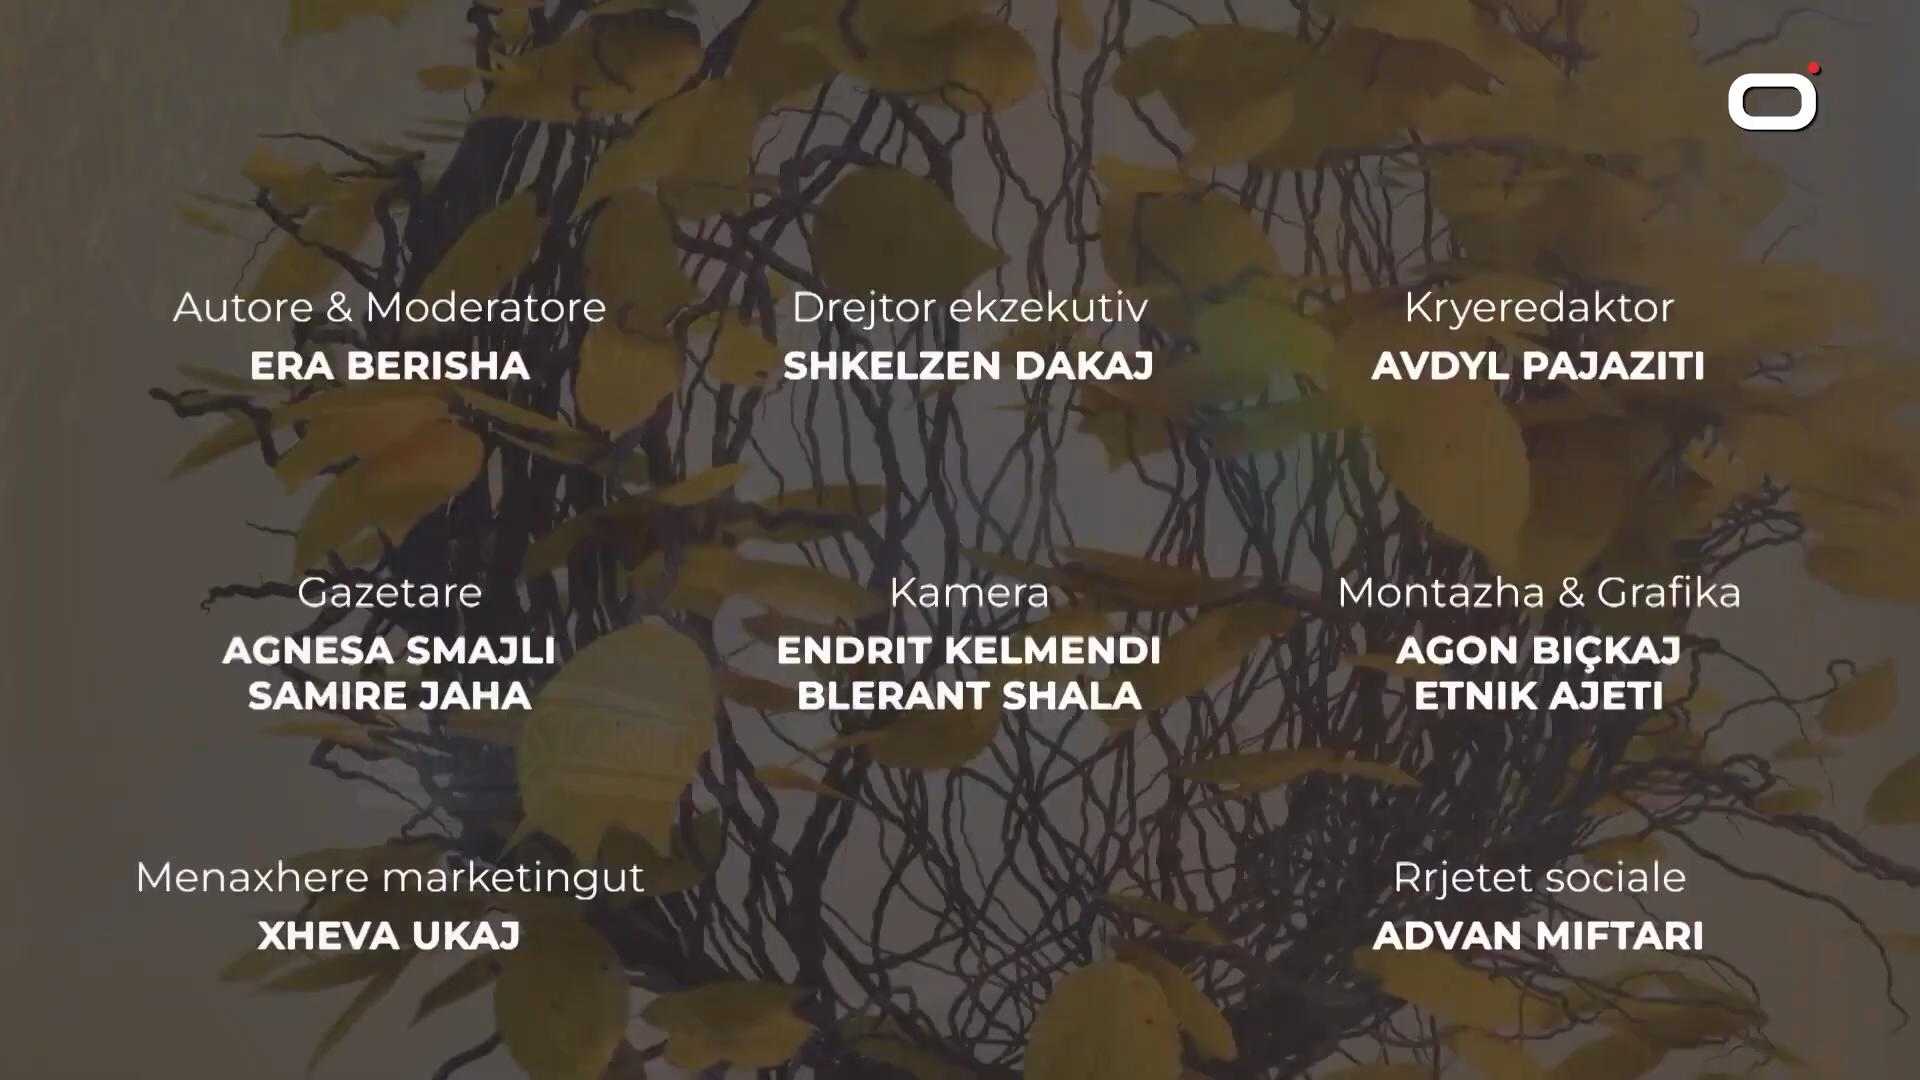 Autore & Moderatore
ERA BERISHA
Drejtor ekzekutiv
SHKELZEN DAKAJ
Kryeredaktor
AVDYL PAJAZITI
Gazetare
AGNESA SMAJLI
SAMIRE JAHA
Kamera
ENDRIT KELMENDI
BLERANT SHALA
Montazha & Grafika
AGON BIÇKAJ
ETNIK AJETI
Menaxhere marketingut
XHEVA UKAJ
Rrjetet sociale
ADVAN MIFTARI